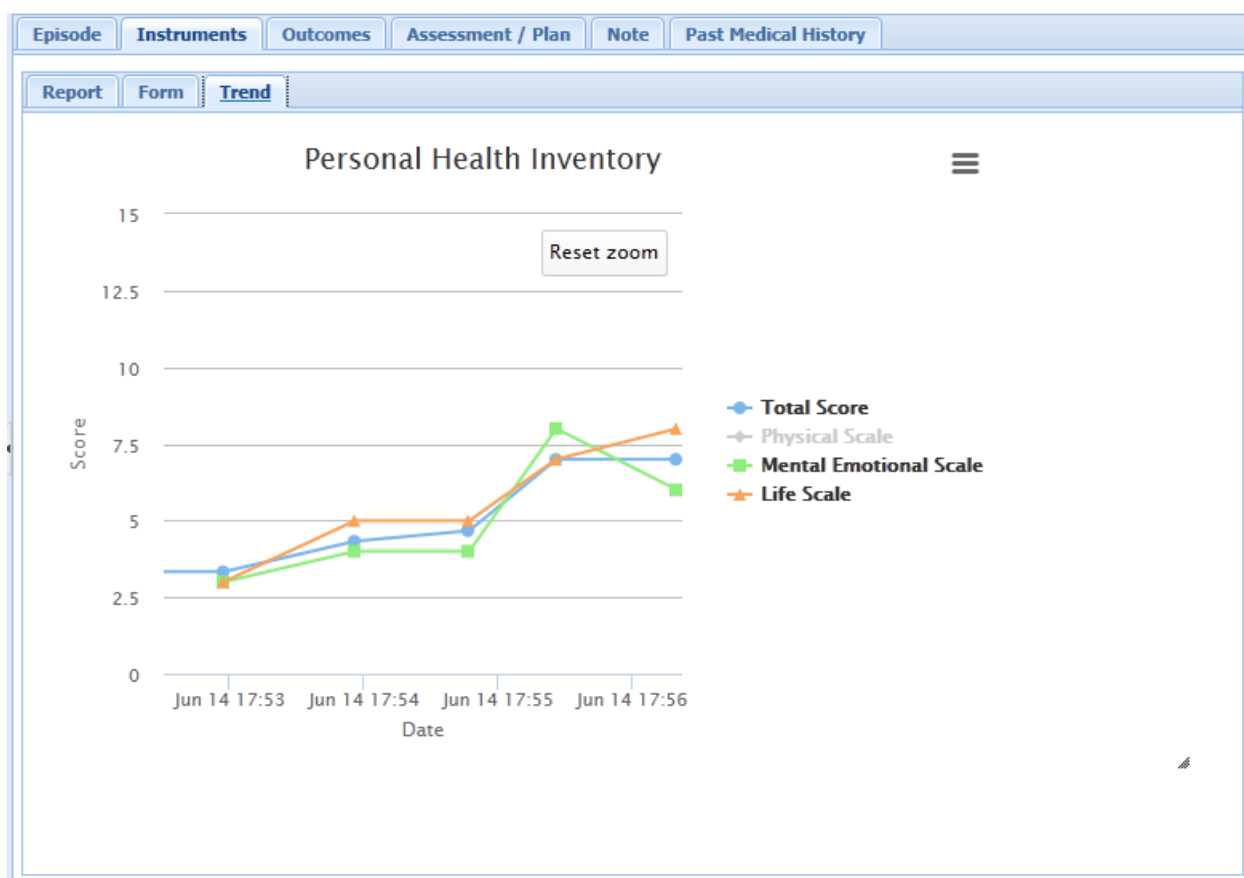 Episode Instruments Outcomes Assessment / Plan Note Past Medical History
Report Form Trend
Personal Health Inventory
Reset zoom
15
12.5
10
7.5
5
2.5
0
Score
Jun 14 17:53 Jun 14 17:54 Jun 14 17:55 Jun 14 17:56
Date
Total Score
Physical Scale
Mental Emotional Scale
Life Scale